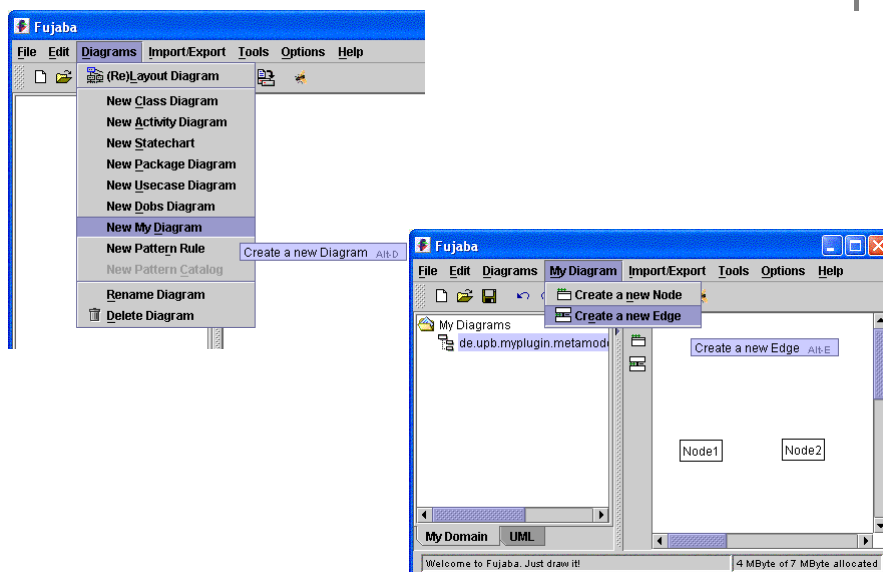 Fujaba
File Edit Diagrams Import/Export Tools Options Help
(Re)Layout Diagram
New Class Diagram
New Activity Diagram
New Statechart
New Package Diagram
New Usecase Diagram
New Dobs Diagram
New My Diagram
New Pattern Rule
Create a new Diagram Alt-D
New Pattern Catalog
Rename Diagram
Delete Diagram
Fujaba
File Edit Diagrams My Diagram Import/Export Tools Options Help
Create a new Node
Create a new Edge
My Diagrams
de.upb.myplugin.metamod
Create a new Edge Alt-E
Node1
Node2
My Domain UML
Welcome to Fujaba. Just draw it!
4 MByte of 7 MByte allocated